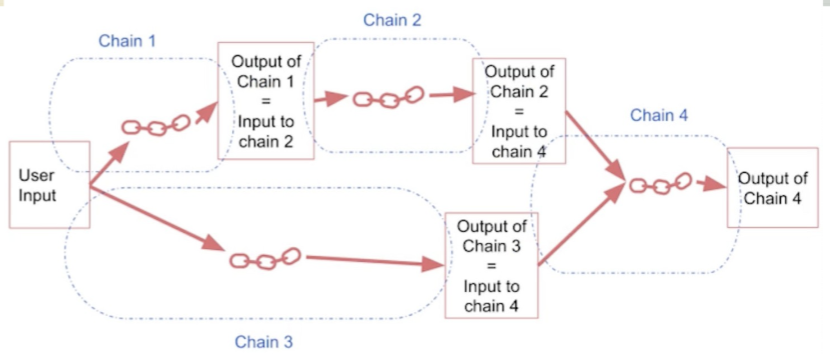 Chain 2
Chain 1
Output of
Chain 1
=
Input to
chain 2
Output of
Chain 2
=
Input to
chain 4
Chain 4
User
Input
Output of
Chain 4
Output of
Chain 3
=
Input to
chain 4
Chain 3